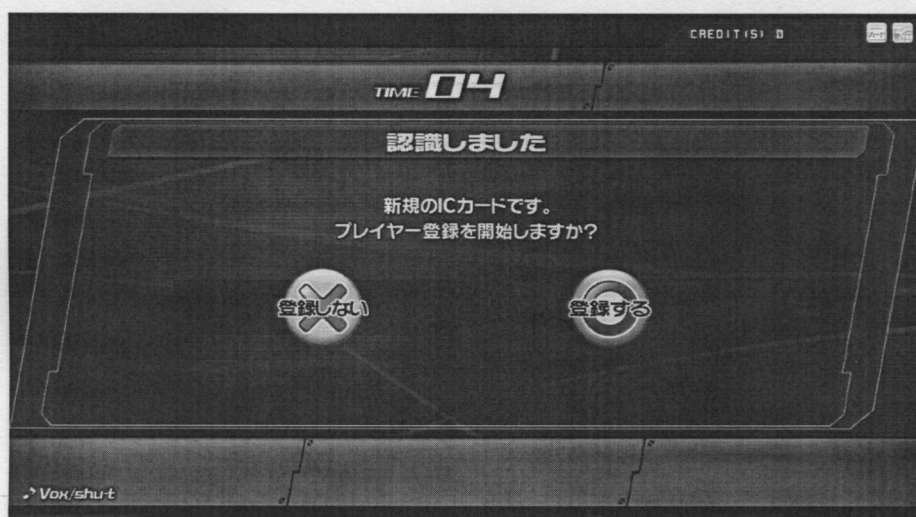 CREDIT(S) 0
TIME 04
認識しました
新規のICカードです。
プレイヤー登録を開始しますか？
登録しない
登録する
♪ Vox/shu-t